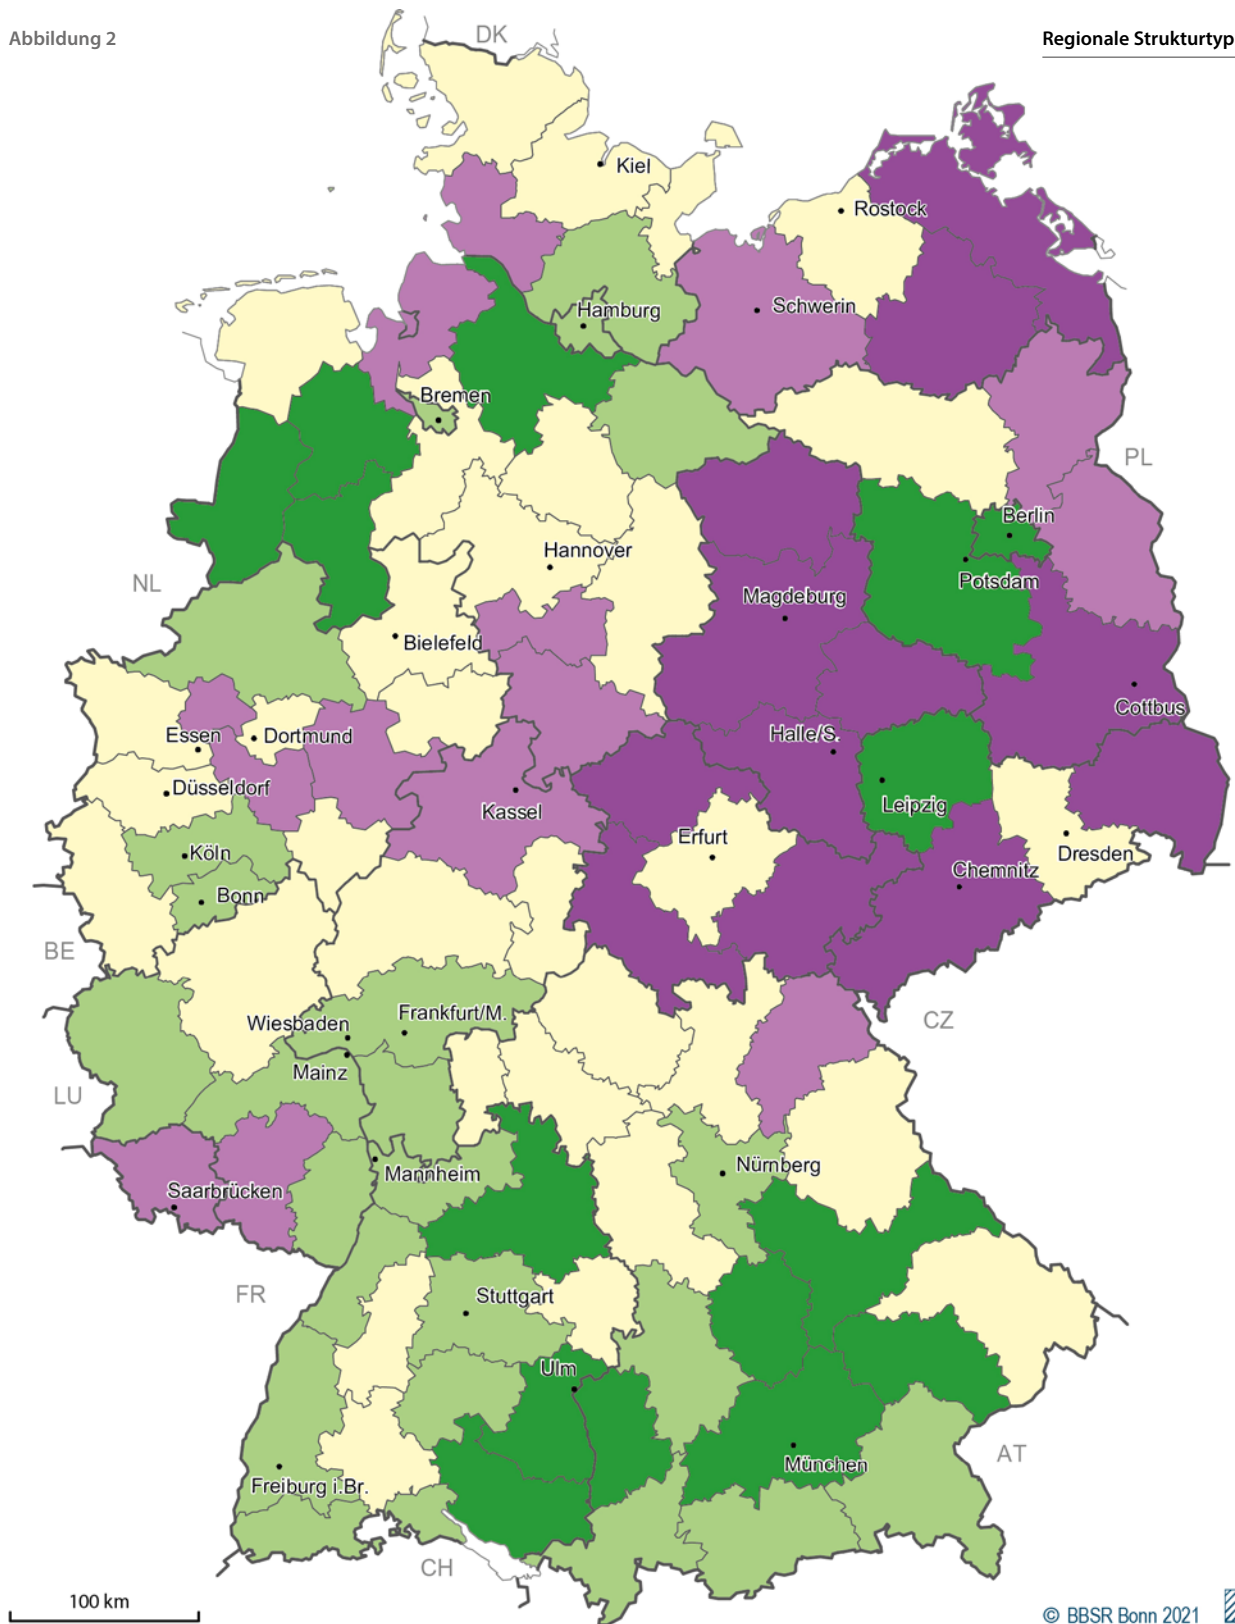 Abbildung 2
Regionale Strukturtyp
DK
Kiel
Rostock
Hamburg
Schwerin
Bremen
PL
Berlin
Hannover
NL
Potsdam
Magdeburg
Bielefeld
Cottbus
Essen
Dortmund
Halle/S.
Düsseldorf
Leipzig
Kassel
Erfurt
Köln
Dresden
Chemnitz
Bonn
BE
Frankfurt/M.
Wiesbaden
CZ
Mainz
LU
Nürnberg
Mannheim
Saarbrücken
FR
Stuttgart
Ulm
AT
München
Freiburg i.Br.
CH
100 km
© BBSR Bonn 2021